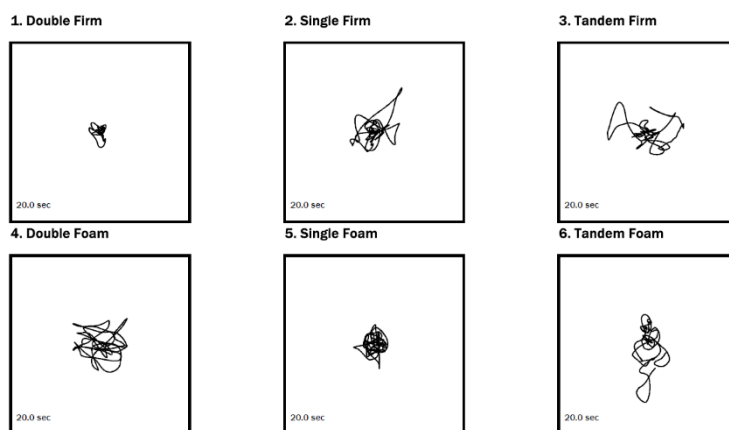 1. Double Firm
2. Single Firm
3. Tandem Firm
20.0 sec
20.0 sec
20.0 sec
4. Double Foam
5. Single Foam
6. Tandem Foam
20.0 sec
20.0 sec
20.0 sec